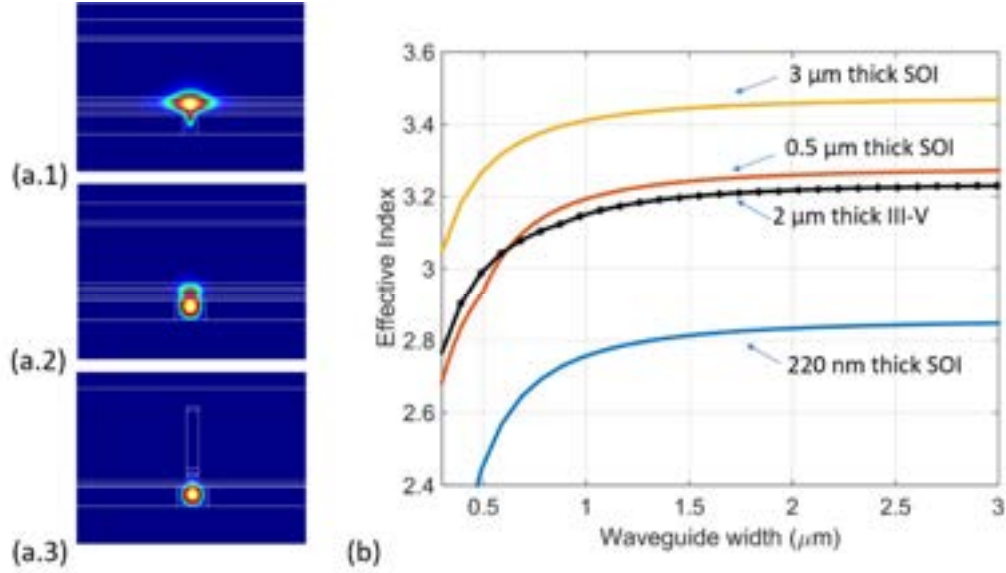 (a.1)
(a.2)
(a.3)
(b)
Effective Index
3.6
3.4
3.2
3
2.8
2.6
2.4
3 μm thick SOI
0.5 μm thick SOI
2 μm thick III-V
220 nm thick SOI
0.5
1
1.5
2
2.5
3
Waveguide width (μm)